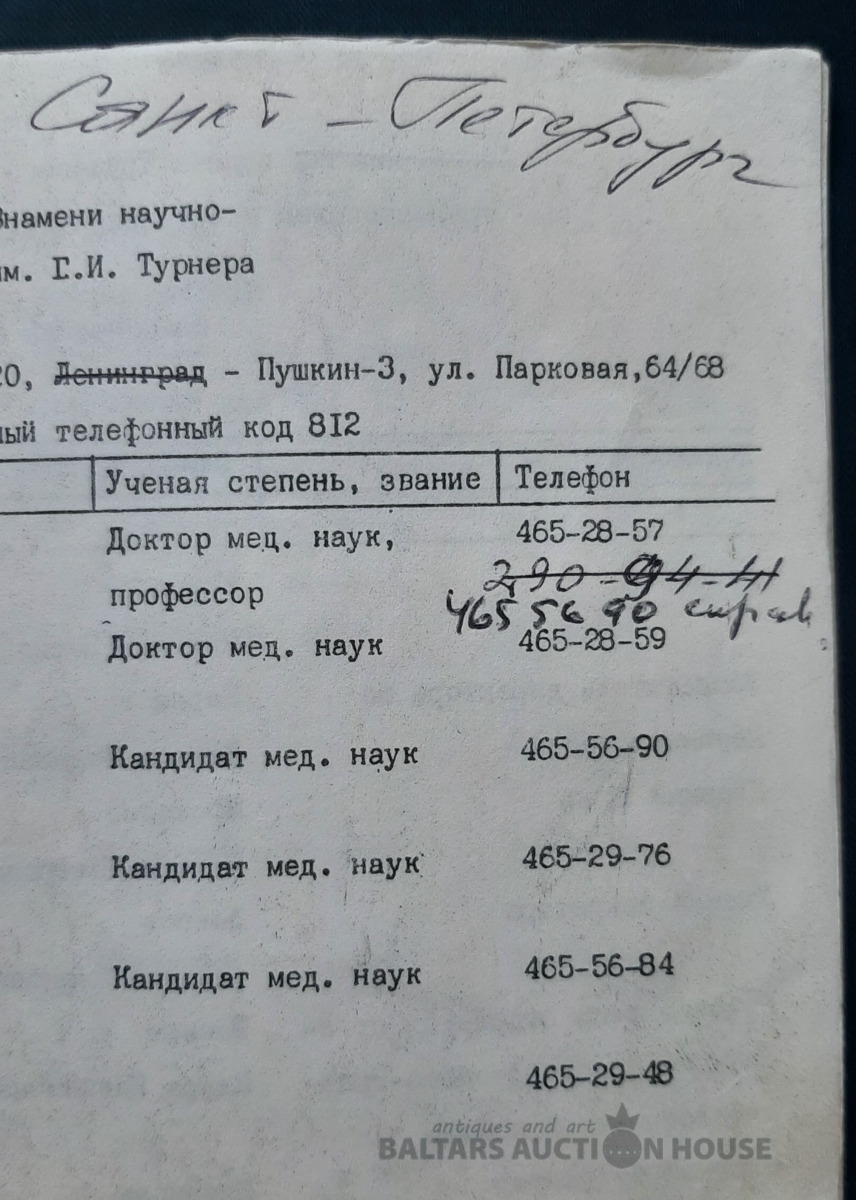 Санкт - Петербург
Знамени научно-
им. Г.И. Турнера
20, Ленинград - Пушкин-3, ул. Парковая,64/68
ный телефонный код 812
Ученая степень, звание Телефон
Доктор мед. наук, 465-28-57
290-94-41
профессор
465 56 90 справ
Доктор мед. наук 465-28-59
Кандидат мед. наук 465-56-90
Кандидат мед. наук 465-29-76
Кандидат мед. наук 465-56-84
465-29-48
antiques and art
BALTARS AUCTION HOUSE